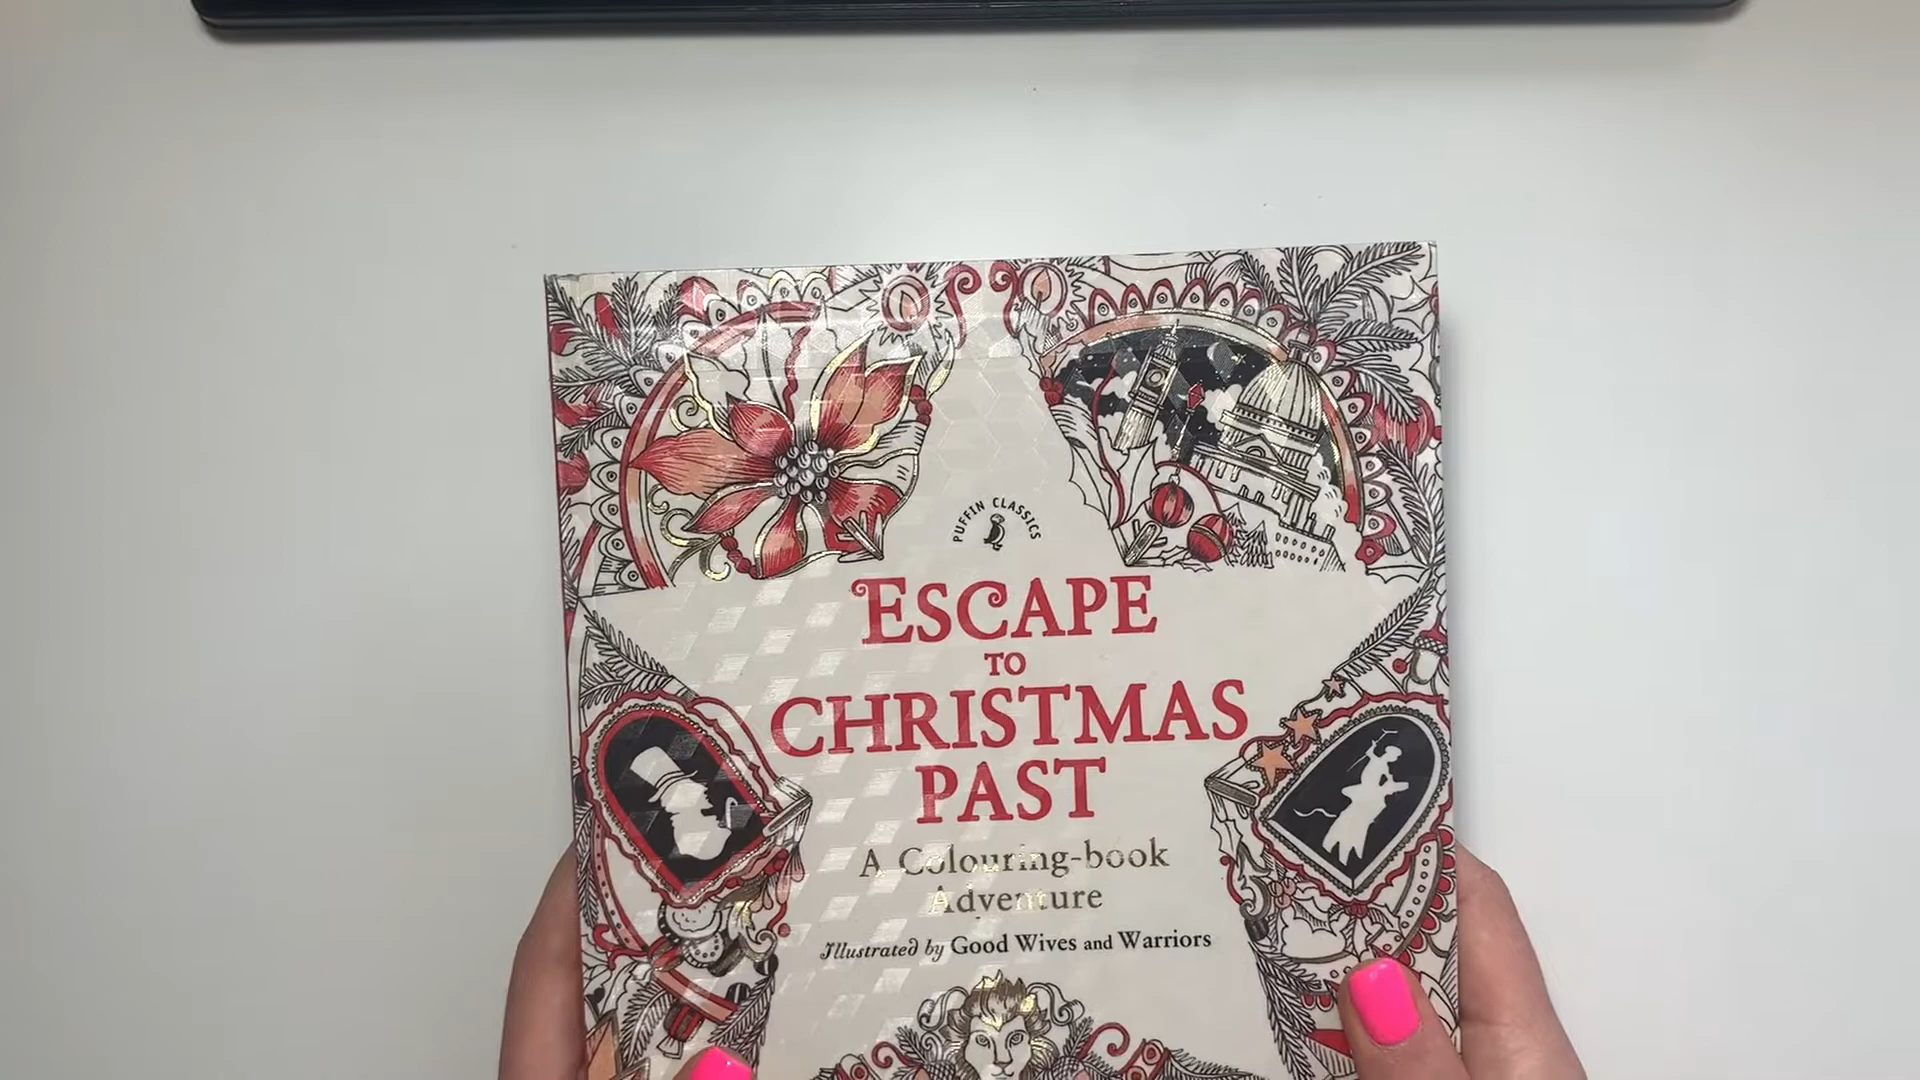 PUFFIN CLASSICS
ESCAPE
TO
CHRISTMAS
PAST
A Colouring-book
Adventure
Illustrated by Good Wives and Warriors